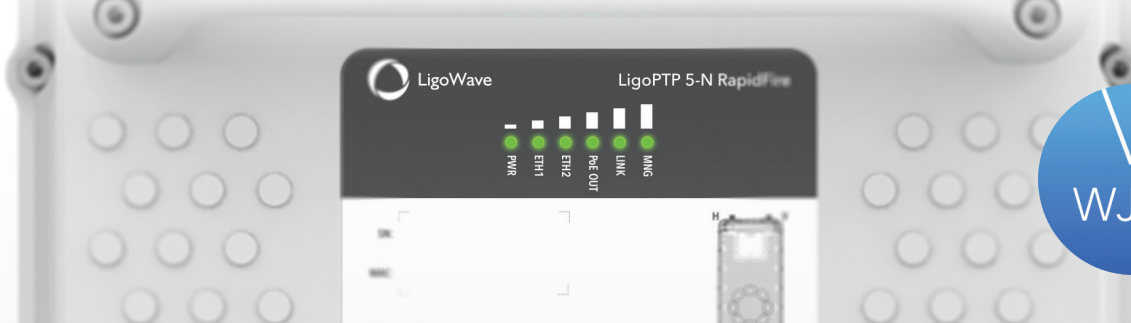 LigoWave
LigoPTP 5-N RapidFire
PWR
ETH1
ETH2
PoE OUT
LINK
MNG
H
V
SN:
MAC:
WJ